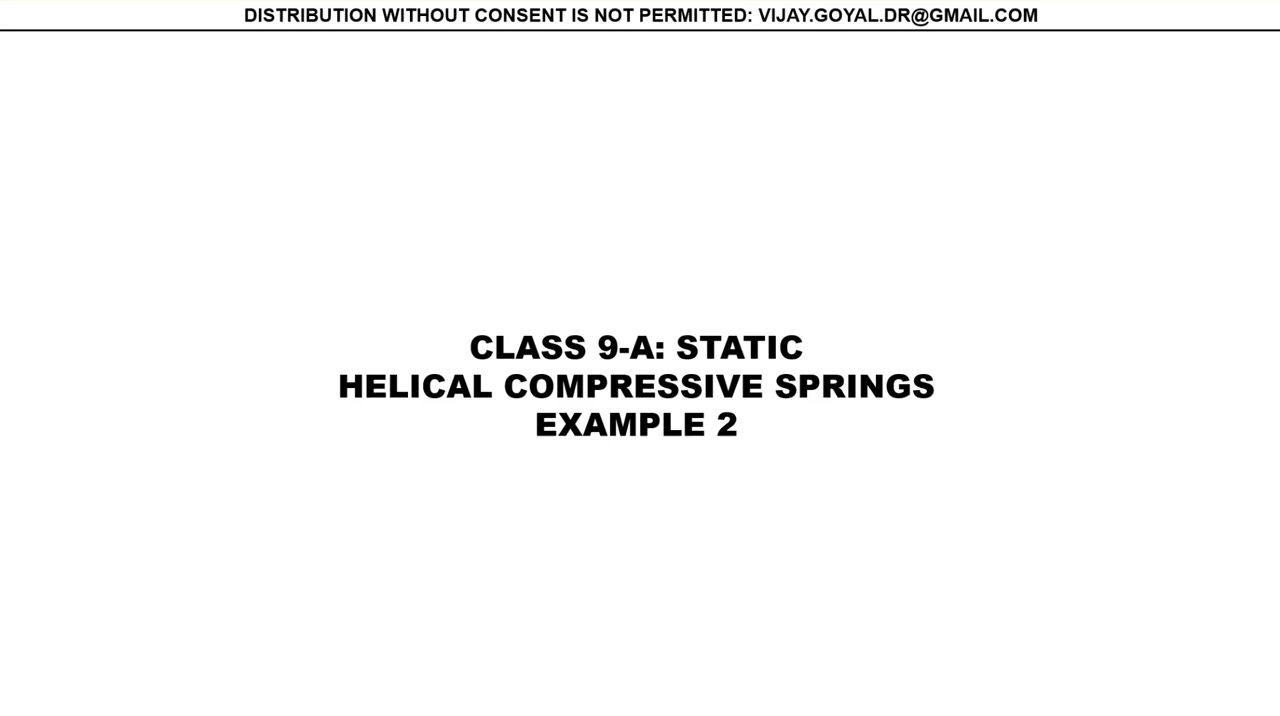 DISTRIBUTION WITHOUT CONSENT IS NOT PERMITTED: VIJAY.GOYAL.DR@GMAIL.COM
CLASS 9-A: STATIC
HELICAL COMPRESSIVE SPRINGS
EXAMPLE 2